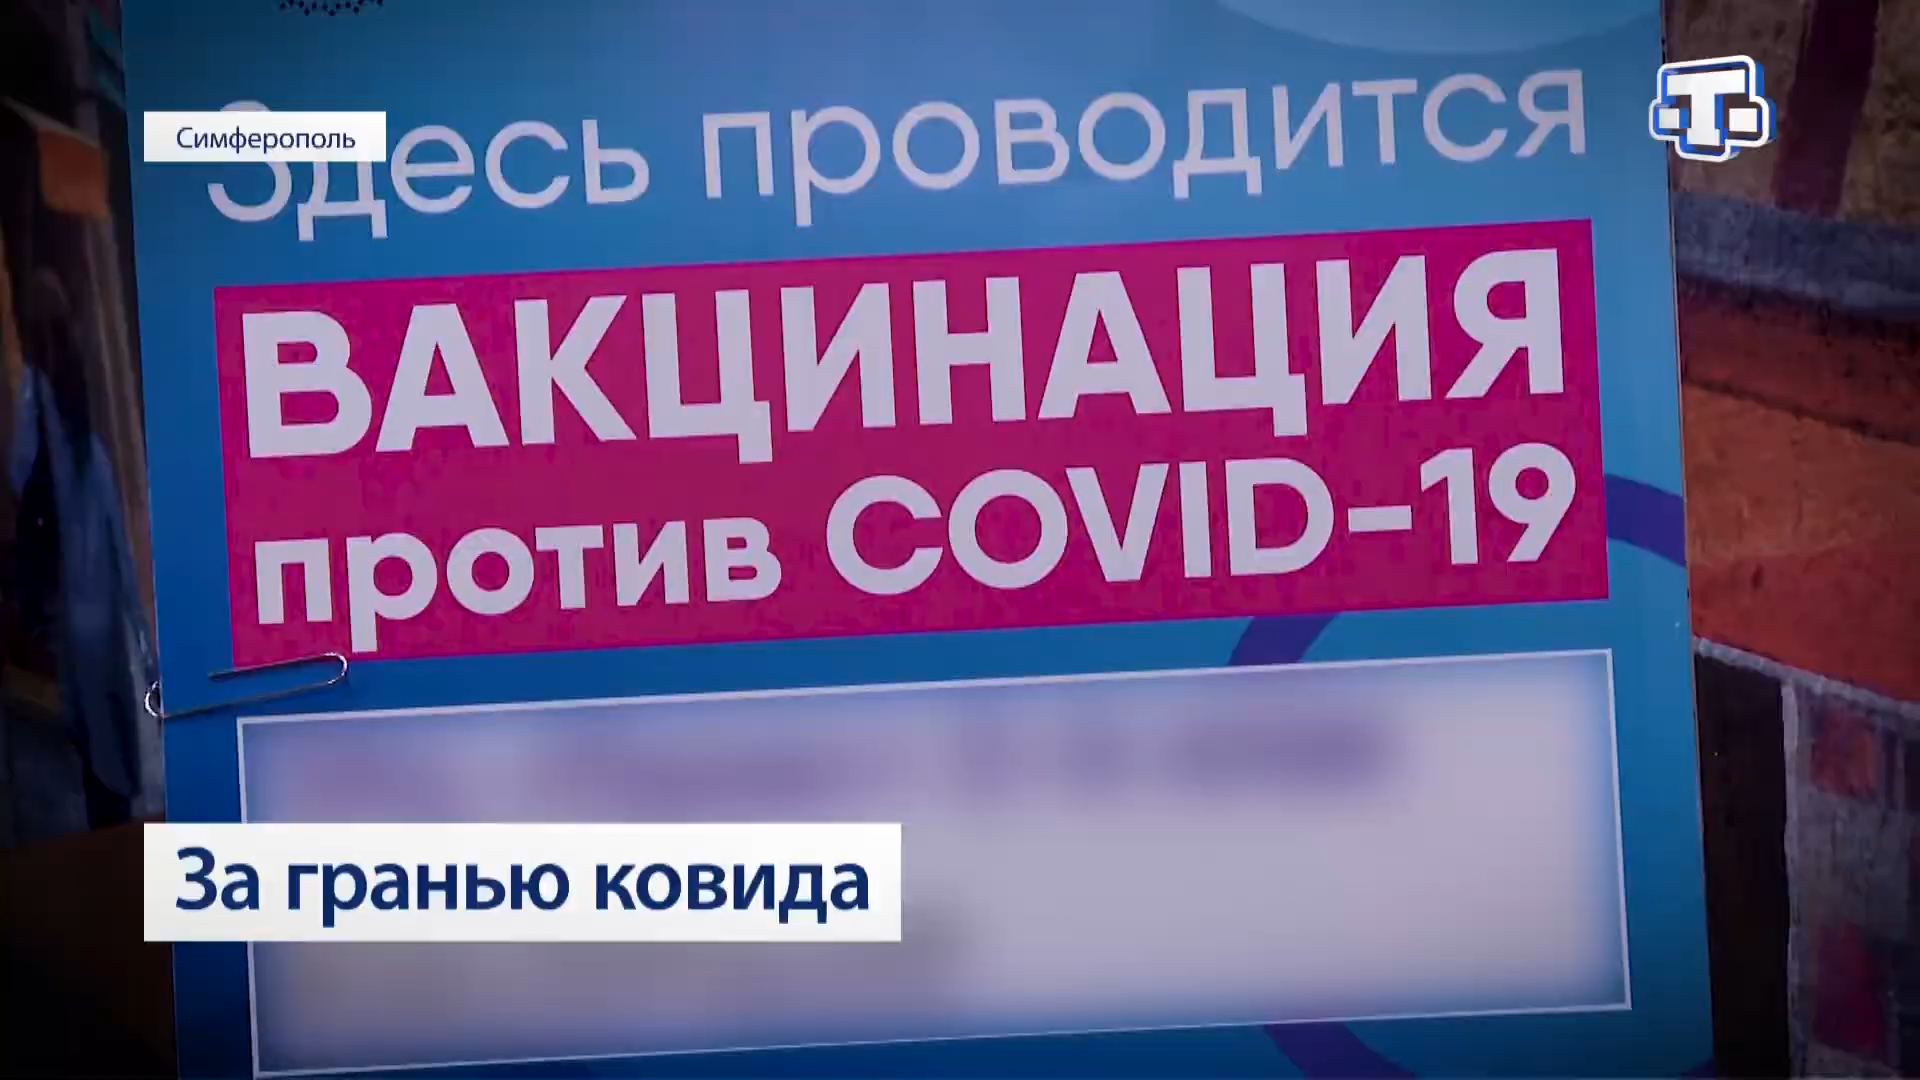 Симферополь
Здесь проводится
ВАКЦИНАЦИЯ
против COVID-19
За гранью ковида